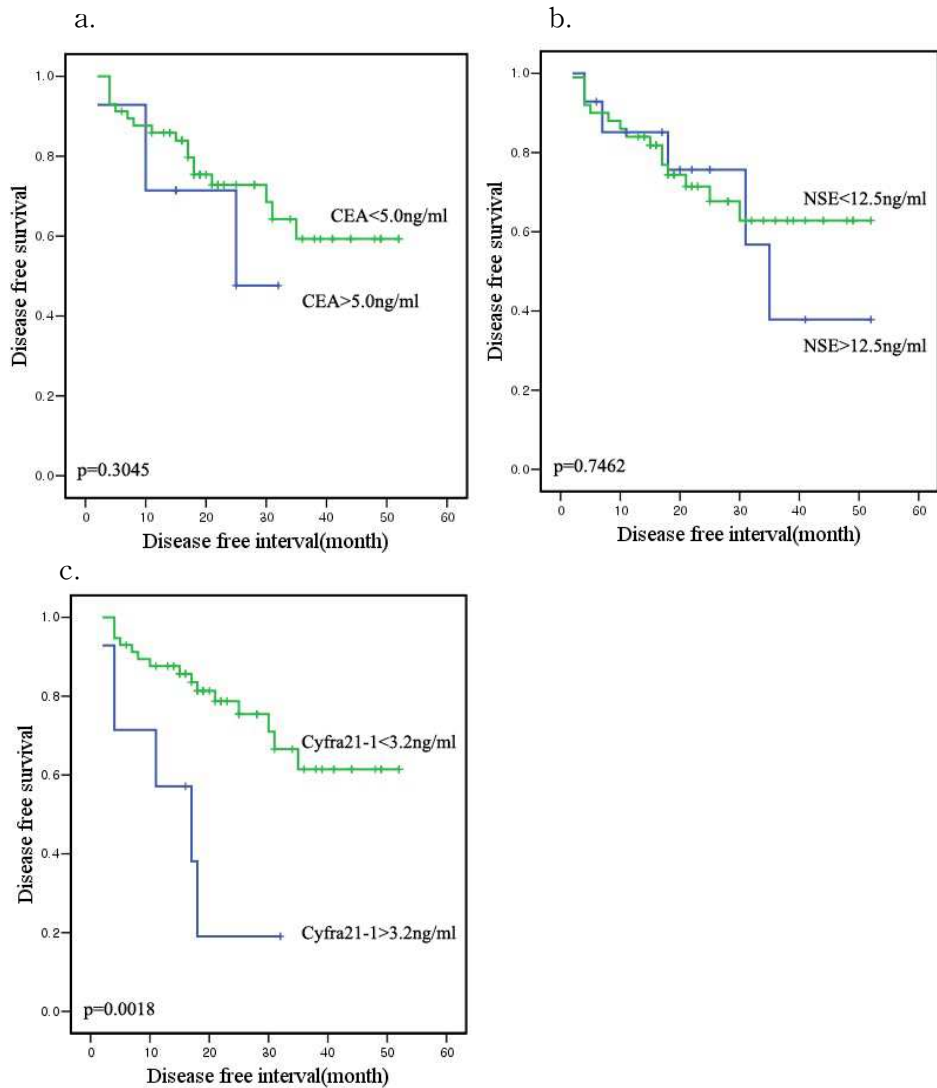 a.
1.0
0.8
0.6
0.4
0.2
0.0
Disease free survival
CEA<5.0ng/ml
CEA>5.0ng/ml
p=0.3045
0 10 20 30 40 50 60
Disease free interval(month)
b.
1.0
0.8
0.6
0.4
0.2
0.0
Disease free survival
NSE<12.5ng/ml
NSE>12.5ng/ml
p=0.7462
0 10 20 30 40 50 60
Disease free interval(month)
c.
1.0
0.8
0.6
0.4
0.2
0.0
Disease free survival
Cyfra21-1<3.2ng/ml
Cyfra21-1>3.2ng/ml
p=0.0018
0 10 20 30 40 50 60
Disease free interval(month)